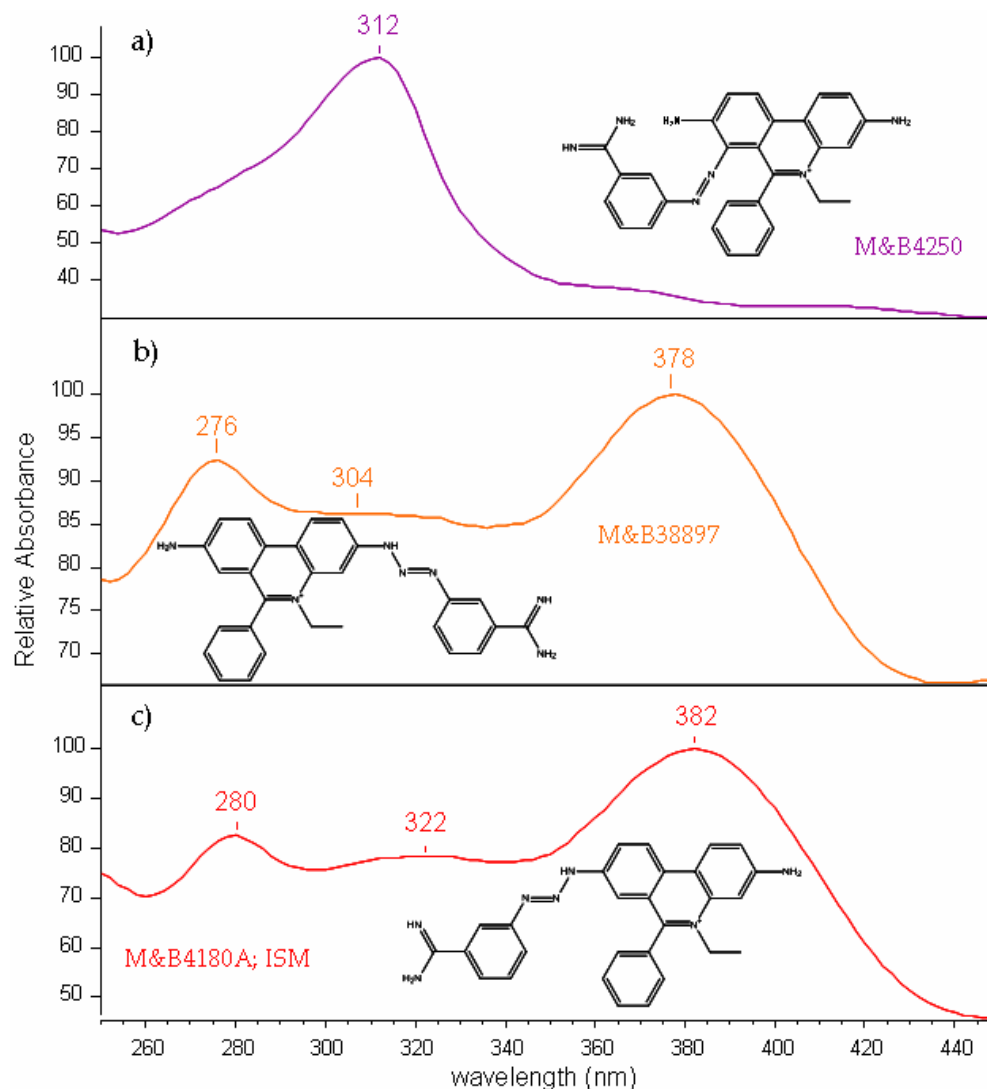 a)
312
100
90
80
70
60
50
40
NH₂
H₂N
NH₂
HN
N
N
N⁺
M&B4250
b)
378
276
304
100
95
90
85
80
75
70
M&B38897
H₂N
NH
N
N
N⁺
NH
NH₂
Relative Absorbance
c)
382
280
322
100
90
80
70
60
50
HN
NH₂
N
N
HN
N⁺
H₂N
M&B4180A; ISM
260 280 300 320 340 360 380 400 420 440
wavelength (nm)